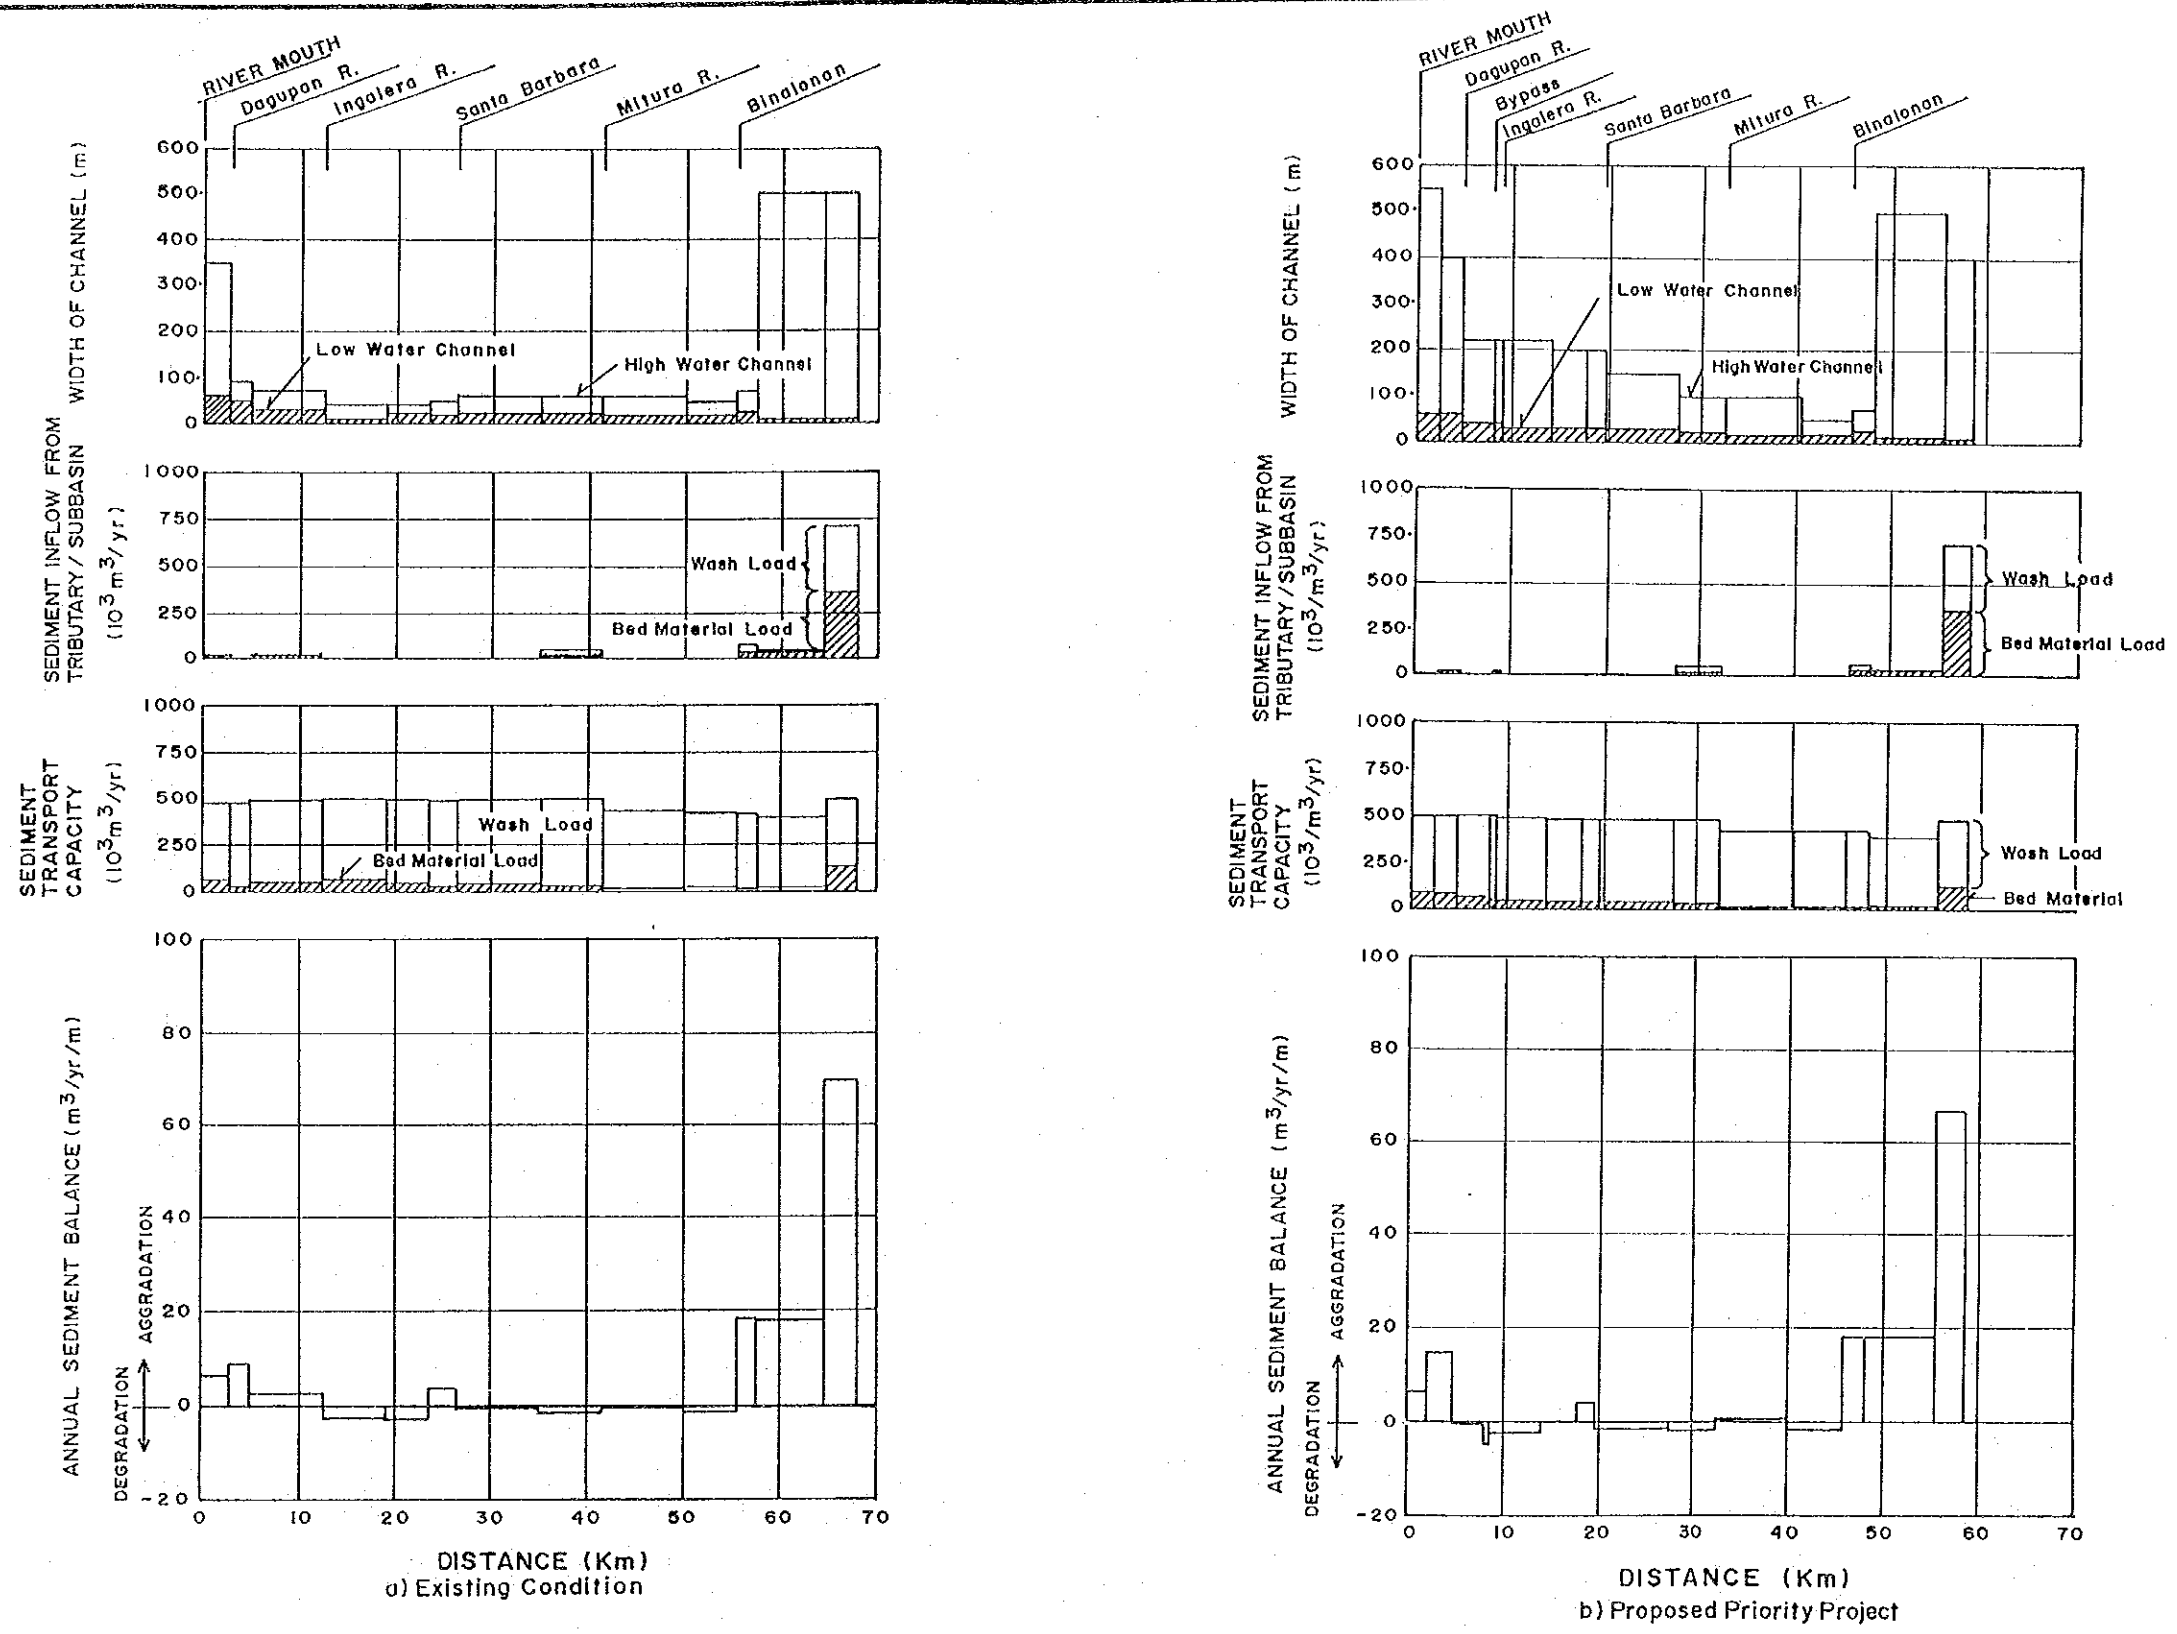 RIVER MOUTH
Dagupan R.
Ingalera R.
Santa Barbara
Mitura R.
Binalonan
WIDTH OF CHANNEL (m)
600
500
400
300
200
100
0
Low Water Channel
High Water Channel
SEDIMENT INFLOW FROM
TRIBUTARY / SUBBASIN
(10³m³/yr)
1000
750
500
250
0
Wash Load
Bed Material Load
SEDIMENT
TRANSPORT
CAPACITY
(10³m³/yr)
1000
750
500
250
0
Wash Load
Bed Material Load
ANNUAL SEDIMENT BALANCE (m³/yr/m)
DEGRADATION
AGGRADATION
100
80
60
40
20
0
-20
0 10 20 30 40 50 60 70
DISTANCE (Km)
a) Existing Condition
RIVER MOUTH
Dagupan R.
Bypass
Ingalera R.
Santa Barbara
Mitura R.
Binalonan
WIDTH OF CHANNEL (m)
600
500
400
300
200
100
0
Low Water Channel
High Water Channel
SEDIMENT INFLOW FROM
TRIBUTARY / SUBBASIN
(10³/m³/yr)
1000
750
500
250
0
Wash Load
Bed Material Load
SEDIMENT
TRANSPORT
CAPACITY
(10³/m³/yr)
1000
750
500
250
0
Wash Load
Bed Material
ANNUAL SEDIMENT BALANCE (m³/yr/m)
DEGRADATION
AGGRADATION
100
80
60
40
20
0
-20
0 10 20 30 40 50 60 70
DISTANCE (Km)
b) Proposed Priority Project